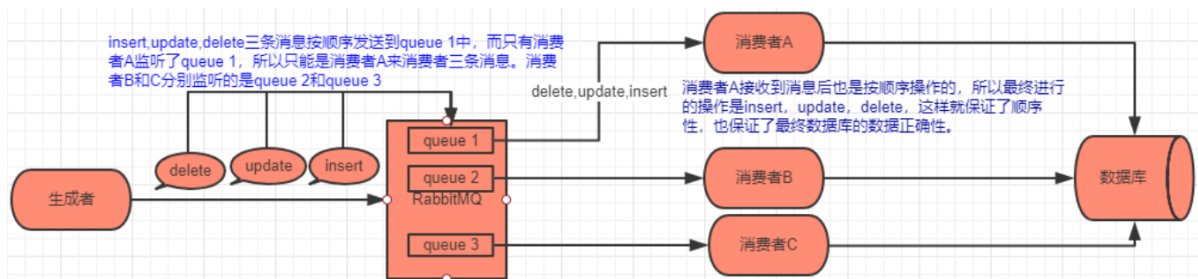 insert,update,delete三条消息按顺序发送到queue 1中，而只有消费
者A监听了queue 1，所以只能是消费者A来消费者三条消息。消费
者B和C分别监听的是queue 2和queue 3
消费者A
delete,update,insert
消费者A接收到消息后也是按顺序操作的，所以最终进行
的操作是insert，update，delete，这样就保证了顺序
性，也保证了最终数据库的数据正确性。
delete
update
insert
queue 1
queue 2
RabbitMQ
queue 3
生成者
消费者B
消费者C
数据库